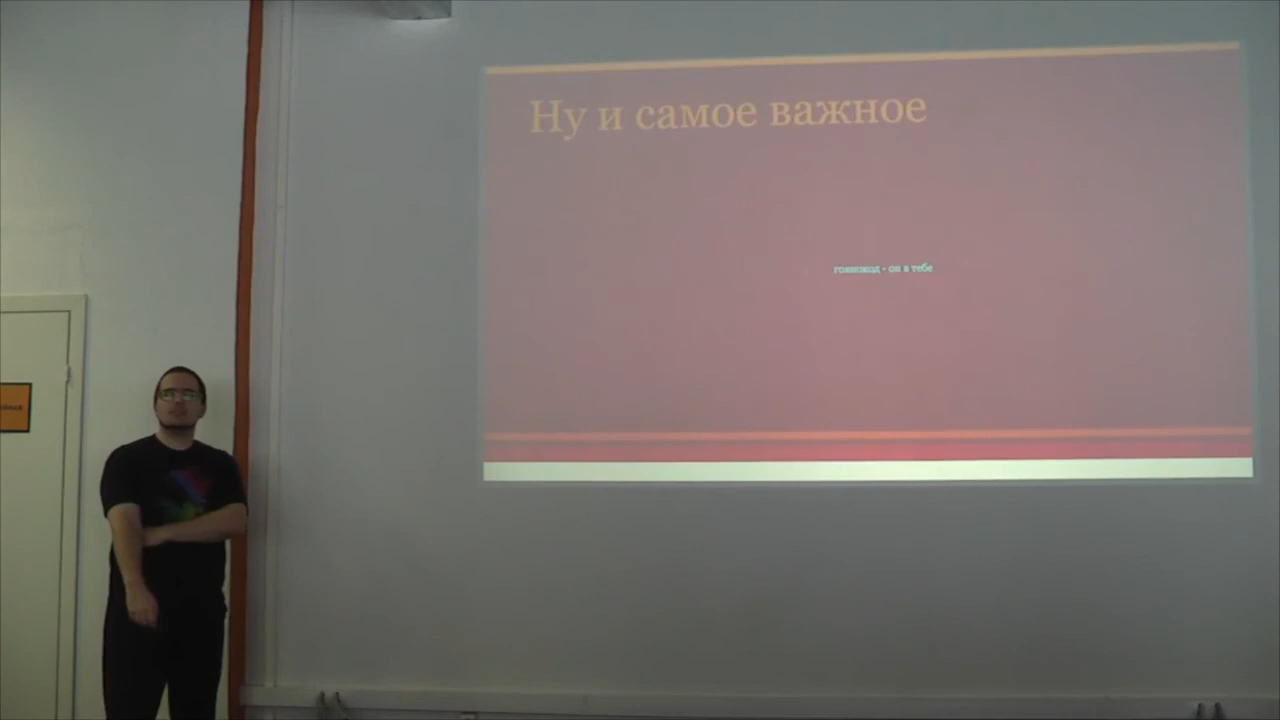 Ну и самое важное
говнокод - он в тебе